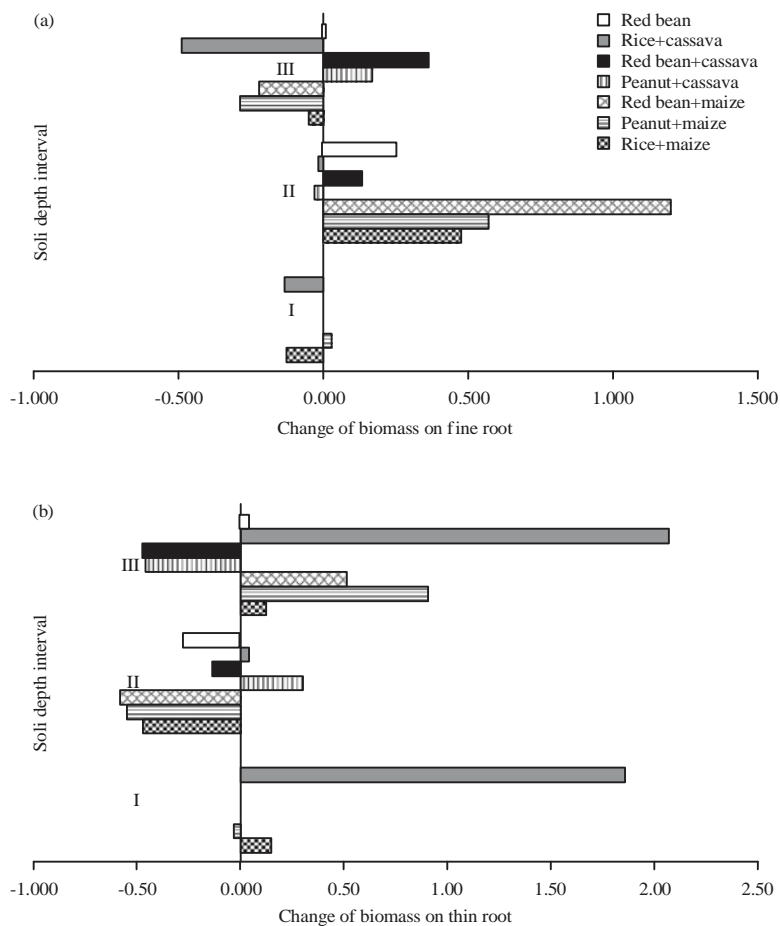 (a)
Red bean
Rice+cassava
Red bean+cassava
Peanut+cassava
Red bean+maize
Peanut+maize
Rice+maize
III
II
I
Soli depth interval
-1.000 -0.500 0.000 0.500 1.000 1.500
Change of biomass on fine root
(b)
III
II
I
Soli depth interval
-1.000 -0.50 0.000 0.50 1.00 1.50 2.00 2.50
Change of biomass on thin root